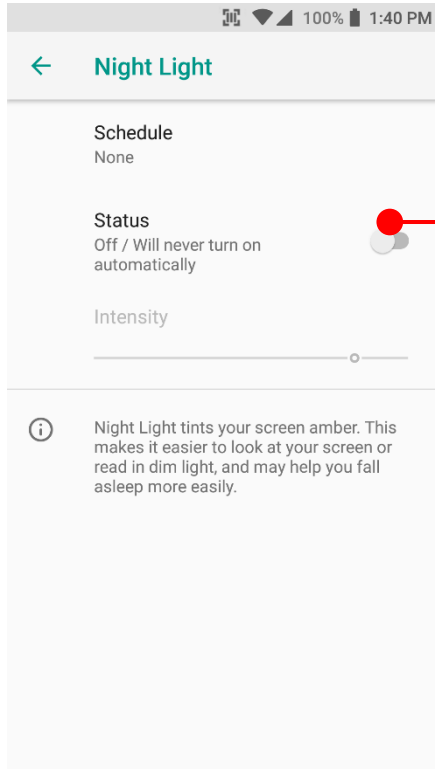 100% 1:40 PM
Night Light
Schedule
None
Status
Off / Will never turn on
automatically
Intensity
Night Light tints your screen amber. This
makes it easier to look at your screen or
read in dim light, and may help you fall
asleep more easily.